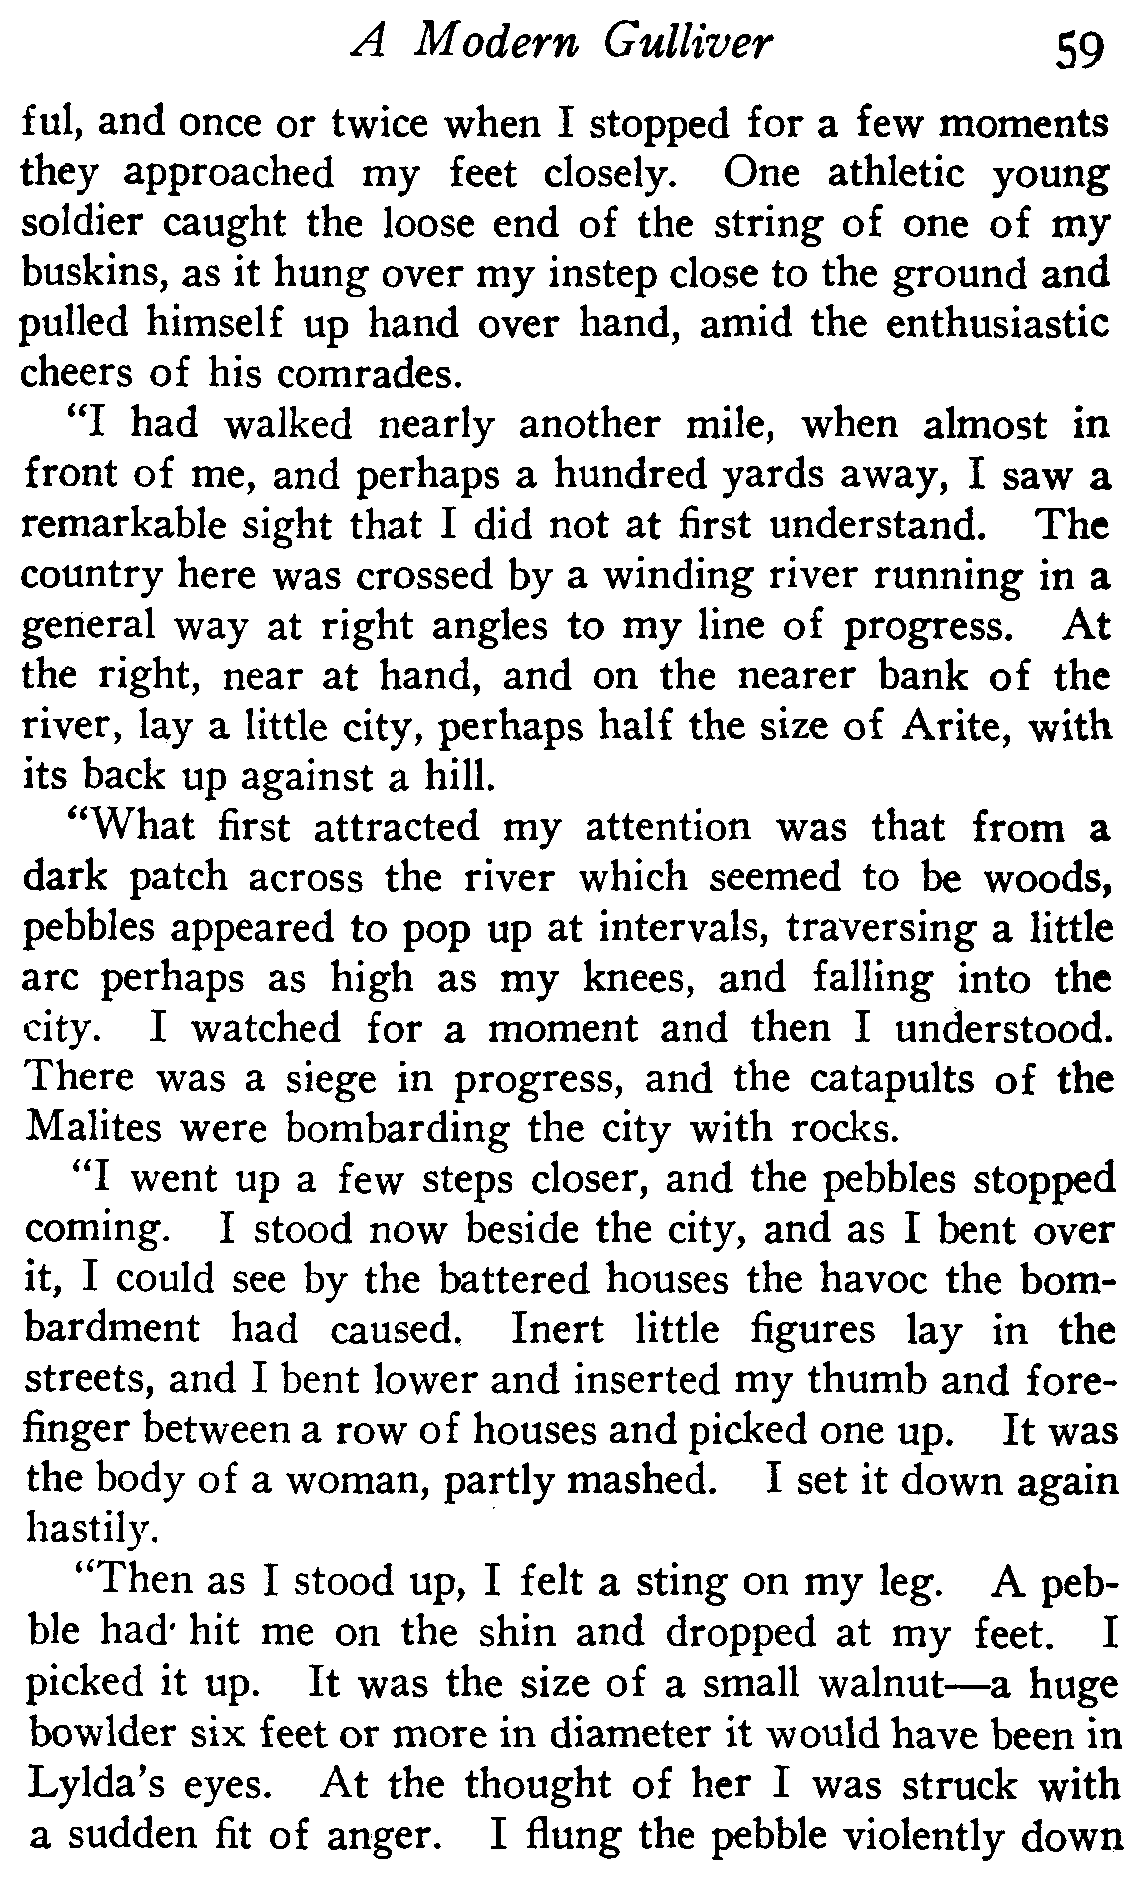 A Modern Gulliver 59
ful, and once or twice when I stopped for a few moments
they approached my feet closely. One athletic young
soldier caught the loose end of the string of one of my
buskins, as it hung over my instep close to the ground and
pulled himself up hand over hand, amid the enthusiastic
cheers of his comrades.
"I had walked nearly another mile, when almost in
front of me, and perhaps a hundred yards away, I saw a
remarkable sight that I did not at first understand. The
country here was crossed by a winding river running in a
general way at right angles to my line of progress. At
the right, near at hand, and on the nearer bank of the
river, lay a little city, perhaps half the size of Arite, with
its back up against a hill.
"What first attracted my attention was that from a
dark patch across the river which seemed to be woods,
pebbles appeared to pop up at intervals, traversing a little
arc perhaps as high as my knees, and falling into the
city. I watched for a moment and then I understood.
There was a siege in progress, and the catapults of the
Malites were bombarding the city with rocks.
"I went up a few steps closer, and the pebbles stopped
coming. I stood now beside the city, and as I bent over
it, I could see by the battered houses the havoc the bom-
bardment had caused. Inert little figures lay in the
streets, and I bent lower and inserted my thumb and fore-
finger between a row of houses and picked one up. It was
the body of a woman, partly mashed. I set it down again
hastily.
"Then as I stood up, I felt a sting on my leg. A peb-
ble had hit me on the shin and dropped at my feet. I
picked it up. It was the size of a small walnut—a huge
bowlder six feet or more in diameter it would have been in
Lylda's eyes. At the thought of her I was struck with
a sudden fit of anger. I flung the pebble violently down